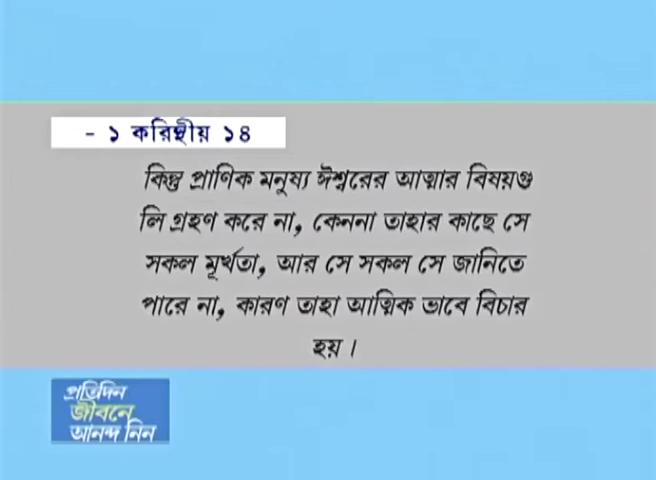 - ১ করিন্থীয় ১৪
কিন্তু প্রাণিক মনুষ্য ঈশ্বরের আত্মার বিষয়গু
লি গ্রহণ করে না, কেননা তাহার কাছে সে
সকল মূর্খতা, আর সে সকল সে জানিতে
পারে না, কারণ তাহা আত্মিক ভাবে বিচার
হয়।
প্রতিদিন
জীবনে
আনন্দ নিন